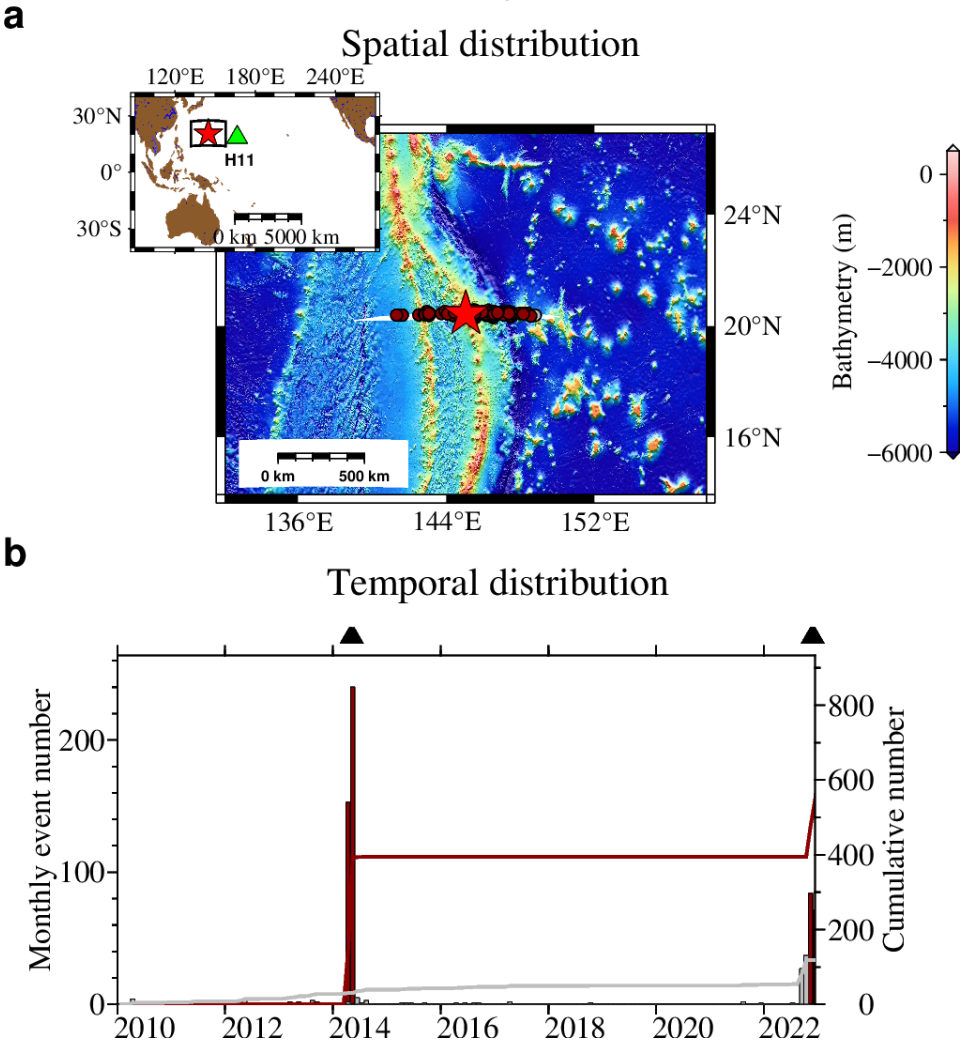 a
Spatial distribution
120°E 180°E 240°E
30°N
0°
30°S
H11
0 km 5000 km
24°N
20°N
16°N
0 km 500 km
136°E 144°E 152°E
Bathymetry (m)
0
−2000
−4000
−6000
b
Temporal distribution
Monthly event number
200
100
0
Cumulative number
800
600
400
200
0
2010 2012 2014 2016 2018 2020 2022